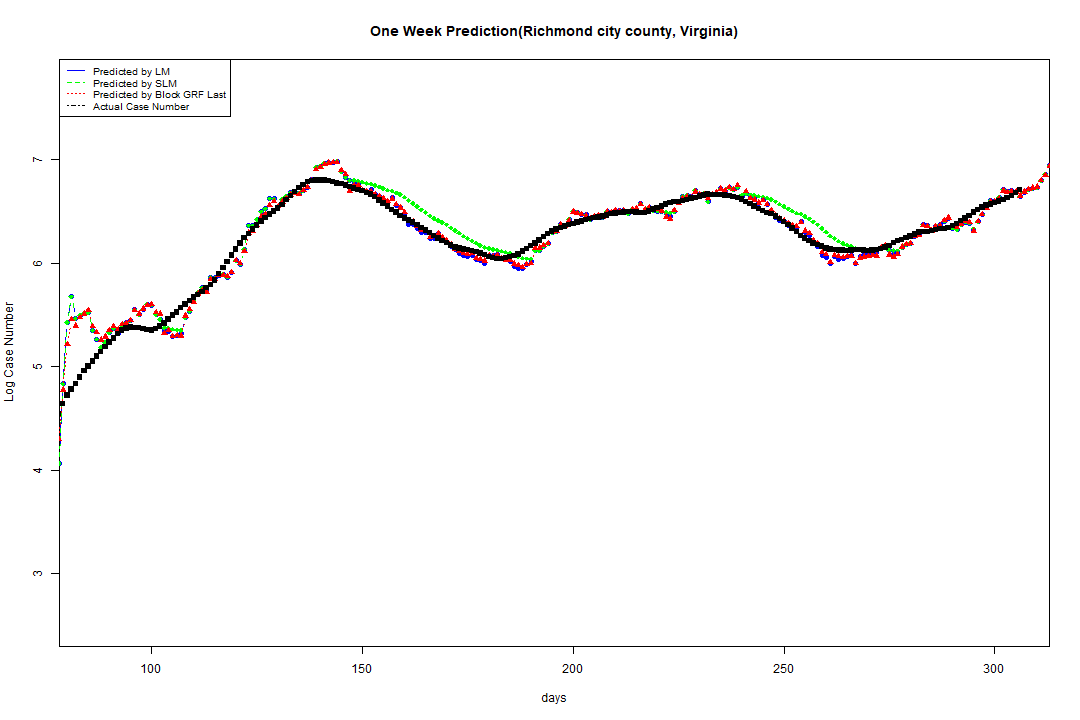 One Week Prediction(Richmond city county, Virginia)
Predicted by LM
Predicted by SLM
Predicted by Block GRF Last
Actual Case Number
7
6
5
4
3
Log Case Number
100 150 200 250 300
days